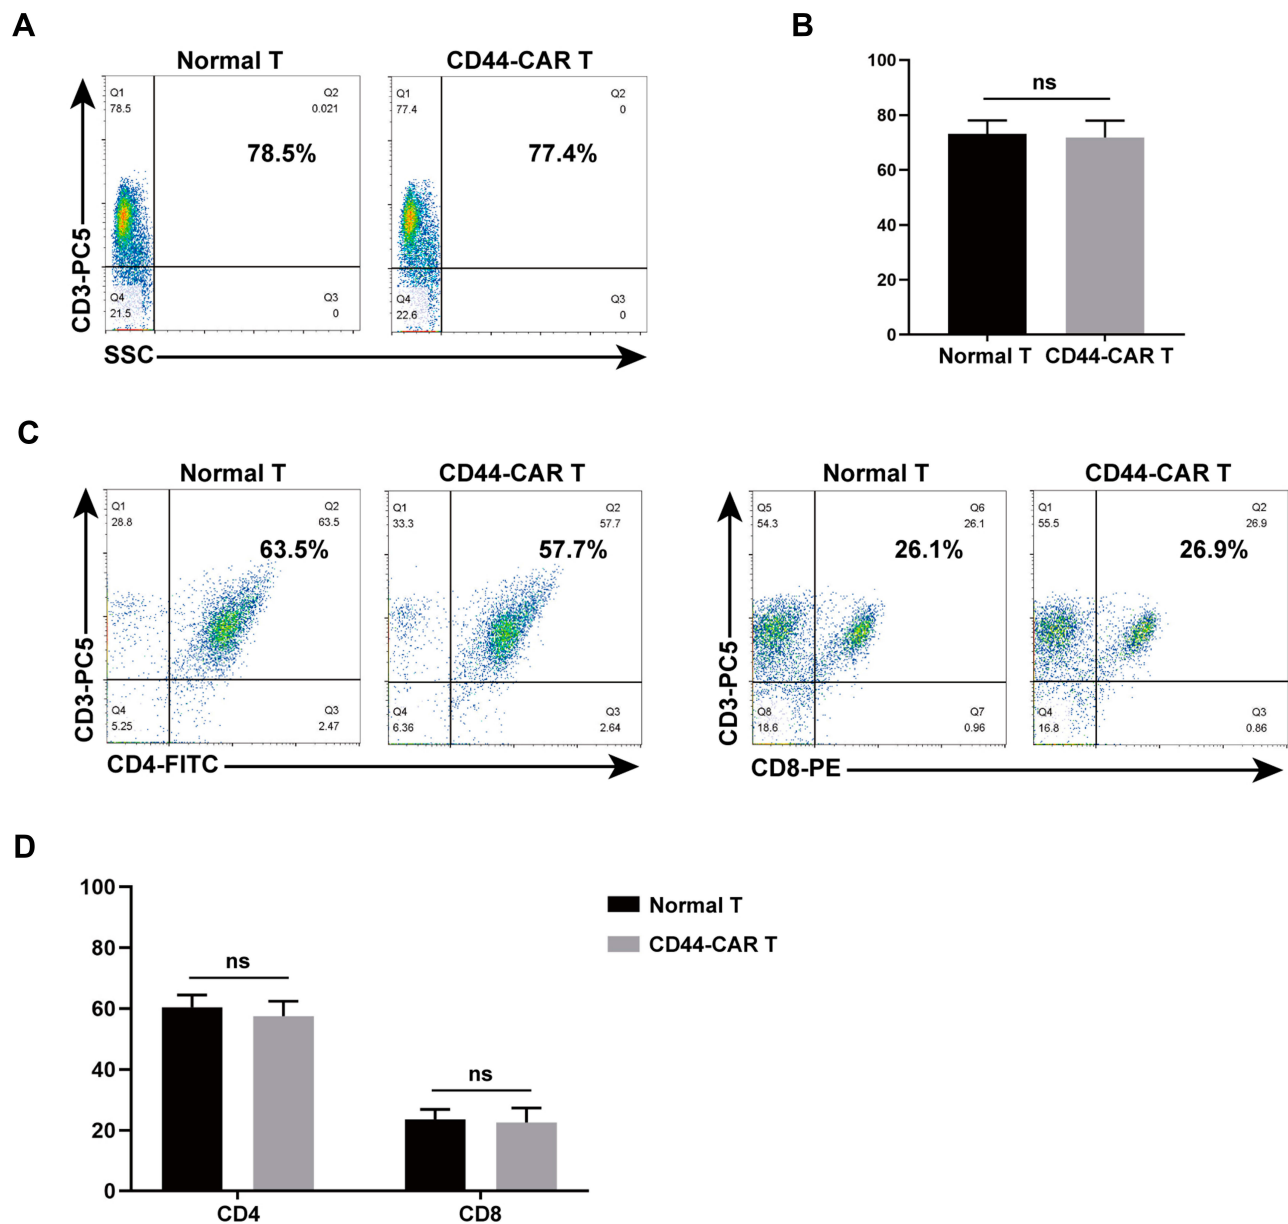 A
Normal T
CD44-CAR T
CD3-PC5
Q1
78.5
Q2
0.021
78.5%
Q4
21.5
Q3
0
Q1
77.4
Q2
0
77.4%
Q4
22.6
Q3
0
SSC
B
100
80
60
40
20
0
ns
Normal T
CD44-CAR T
C
Normal T
CD44-CAR T
CD3-PC5
Q1
28.8
Q2
63.5
63.5%
Q4
5.25
Q3
2.47
Q1
33.3
Q2
57.7
57.7%
Q4
6.36
Q3
2.64
CD4-FITC
Normal T
CD44-CAR T
CD3-PC5
Q5
54.3
Q6
26.1
26.1%
Q8
18.6
Q7
0.96
Q1
55.5
Q2
26.9
26.9%
Q4
16.8
Q3
0.86
CD8-PE
D
100
80
60
40
20
0
ns
ns
CD4
CD8
Normal T
CD44-CAR T